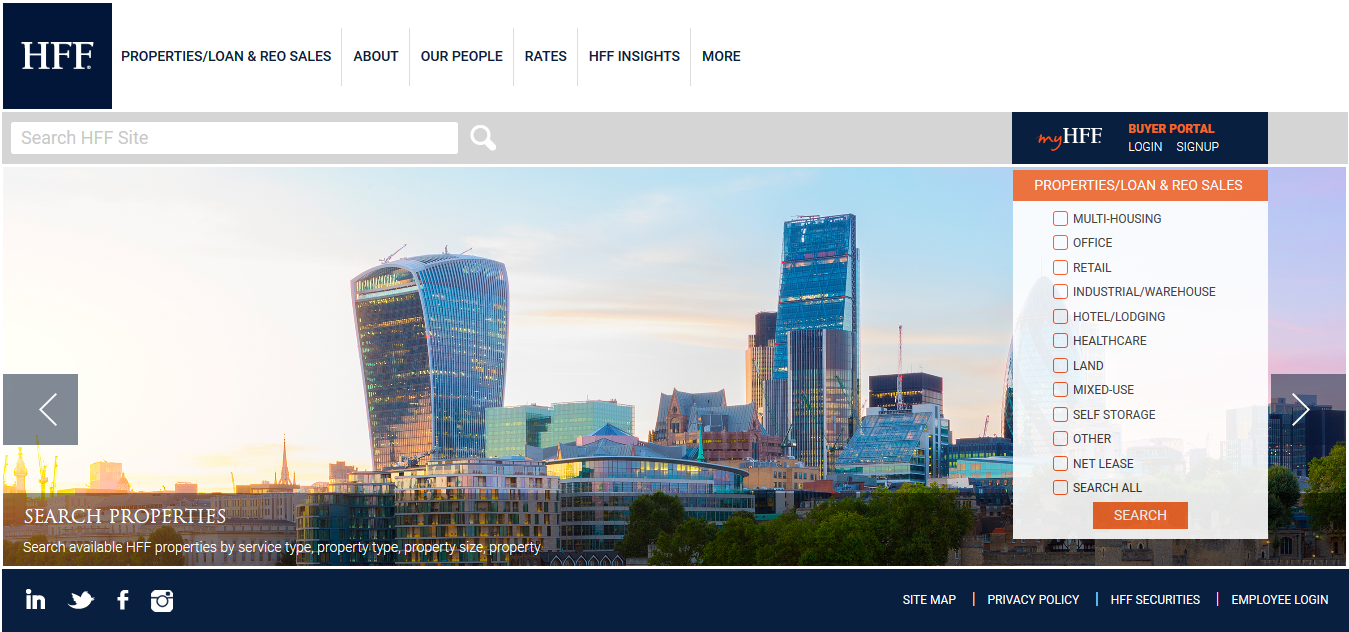 HFF
PROPERTIES/LOAN & REO SALES
ABOUT
OUR PEOPLE
RATES
HFF INSIGHTS
MORE
Search HFF Site
myHFF
BUYER PORTAL
LOGIN SIGNUP
PROPERTIES/LOAN & REO SALES
MULTI-HOUSING
OFFICE
RETAIL
INDUSTRIAL/WAREHOUSE
HOTEL/LODGING
HEALTHCARE
LAND
MIXED-USE
SELF STORAGE
OTHER
NET LEASE
SEARCH ALL
SEARCH
SEARCH PROPERTIES
Search available HFF properties by service type, property type, property size, property
in
SITE MAP | PRIVACY POLICY | HFF SECURITIES | EMPLOYEE LOGIN